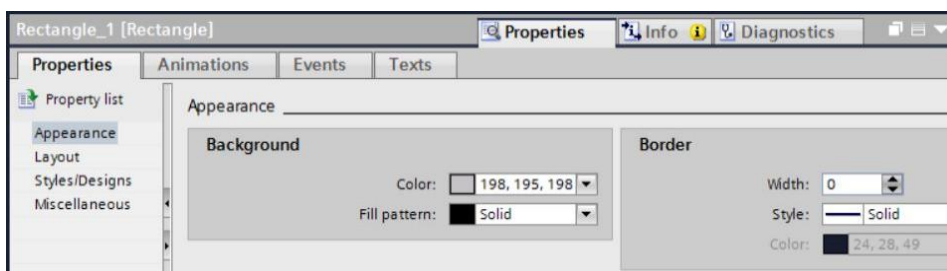 Rectangle_1 [Rectangle]
Properties
Info
Diagnostics
Properties
Animations
Events
Texts
Property list
Appearance
Layout
Styles/Designs
Miscellaneous
Appearance
Background
Color: 198, 195, 198
Fill pattern: Solid
Border
Width: 0
Style: Solid
Color: 24, 28, 49